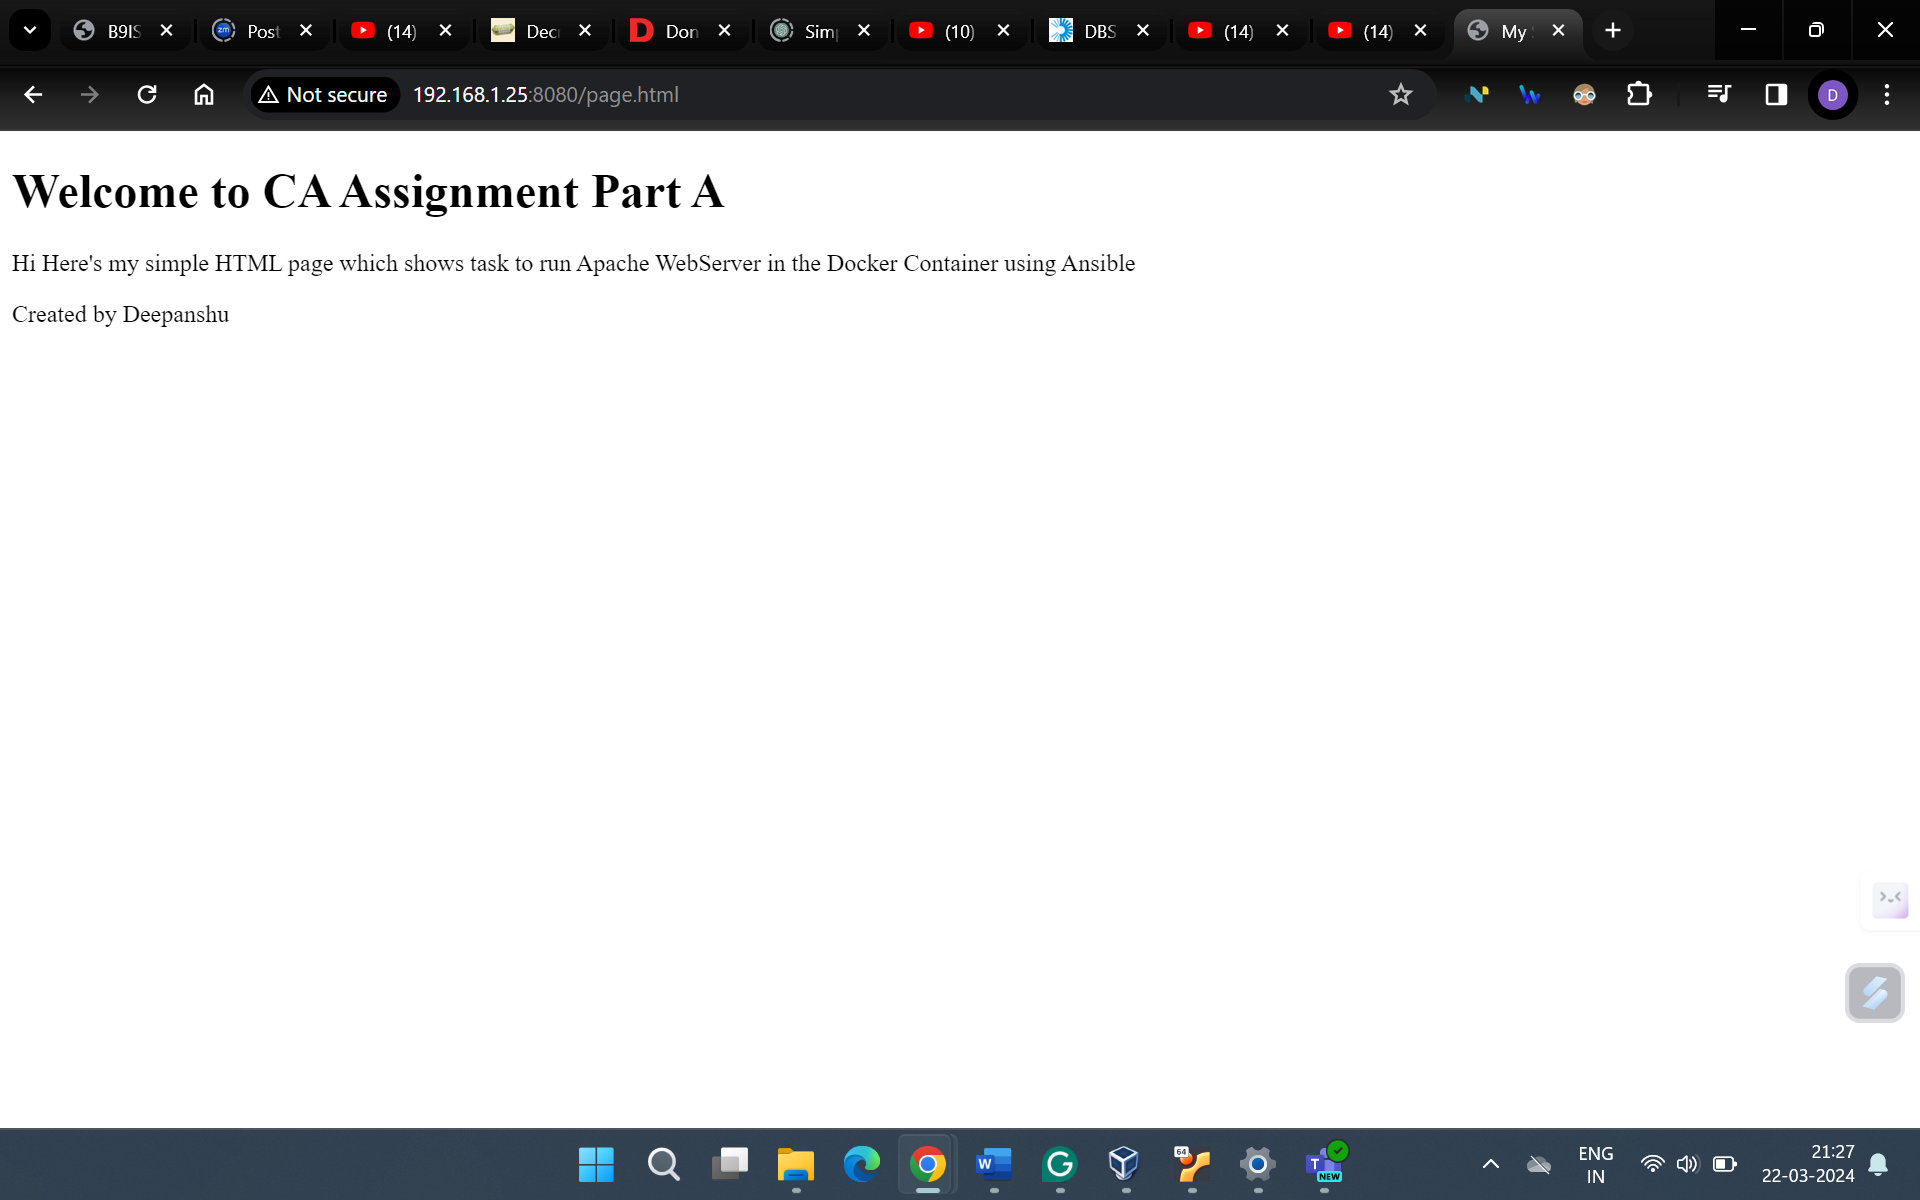 B9IS
Post
(14)
Dec
Don
Sim
(10)
DBS
(14)
(14)
My
Not secure
192.168.1.25:8080/page.html
D
Welcome to CA Assignment Part A
Hi Here's my simple HTML page which shows task to run Apache WebServer in the Docker Container using Ansible
Created by Deepanshu
W
64
T
NEW
ENG
IN
21:27
22-03-2024